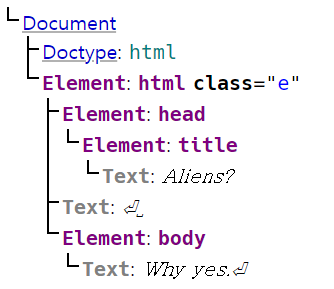 Document
Doctype: html
Element: html class="e"
Element: head
Element: title
Text: Aliens?
Text: ⏎␣
Element: body
Text: Why yes.⏎